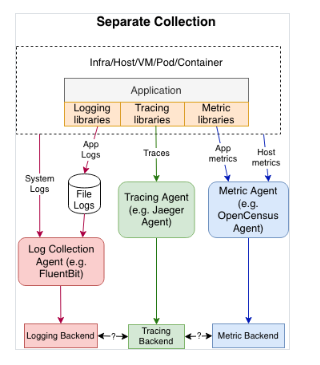 Separate Collection
Infra/Host/VM/Pod/Container
Application
Logging
libraries
Tracing
libraries
Metric
libraries
App
Logs
Traces
App
metrics
Host
metrics
System
Logs
File
Logs
Tracing Agent
(e.g. Jaeger
Agent)
Metric Agent
(e.g.
OpenCensus
Agent)
Log Collection
Agent (e.g.
FluentBit)
Logging Backend
?
Tracing
Backend
?
Metric Backend